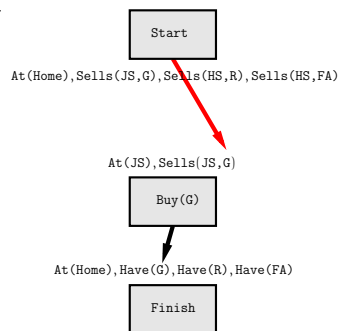 Start
At(Home),Sells(JS,G),Sells(HS,R),Sells(HS,FA)
At(JS),Sells(JS,G)
Buy(G)
At(Home),Have(G),Have(R),Have(FA)
Finish